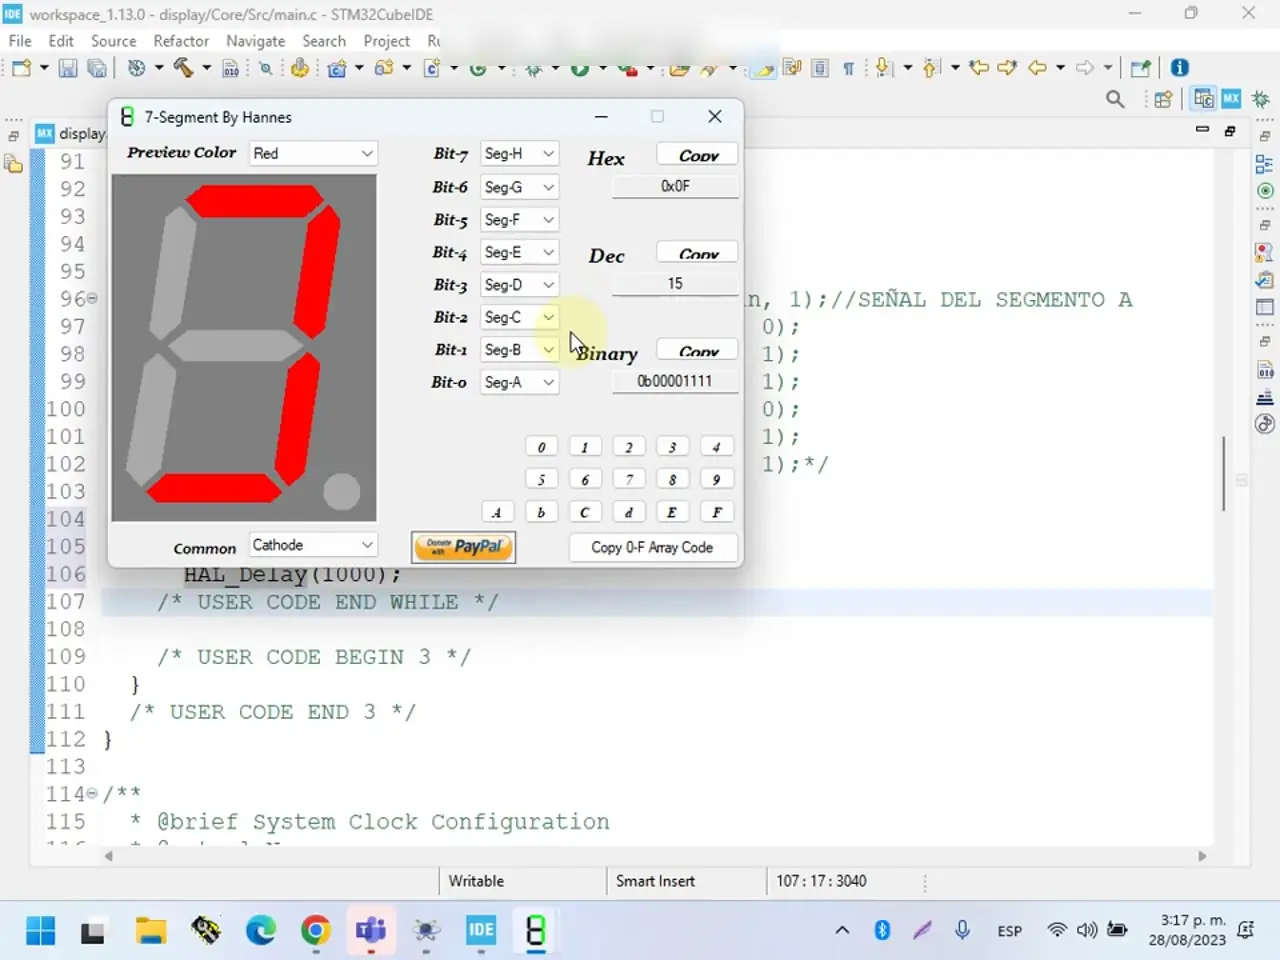 IDE workspace_1.13.0 - display/Core/Src/main.c - STM32CubeIDE
File Edit Source Refactor Navigate Search Project Ru
MX display
7-Segment By Hannes
Preview Color Red
Bit-7 Seg-H
Bit-6 Seg-G
Bit-5 Seg-F
Bit-4 Seg-E
Bit-3 Seg-D
Bit-2 Seg-C
Bit-1 Seg-B
Bit-0 Seg-A
Hex Copy
0x0F
Dec Copy
15
Binary Copy
0b00001111
0 1 2 3 4
5 6 7 8 9
A b C d E F
Common Cathode
Donate with PayPal
Copy 0-F Array Code
91
92
93
94
95
96 n, 1);//SEÑAL DEL SEGMENTO A
97 0);
98 1);
99 1);
100 0);
101 1);
102 1);*/
103
104
105
106 HAL_Delay(1000);
107 /* USER CODE END WHILE */
108
109 /* USER CODE BEGIN 3 */
110 }
111 /* USER CODE END 3 */
112 }
113
114 /**
115 * @brief System Clock Configuration
Writable Smart Insert 107 : 17 : 3040
IDE ESP 3:17 p. m.
28/08/2023